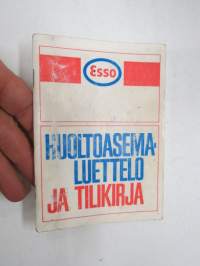 Esso
HUOLTOASEMA-
LUETTELO
JA TILIKIRJA